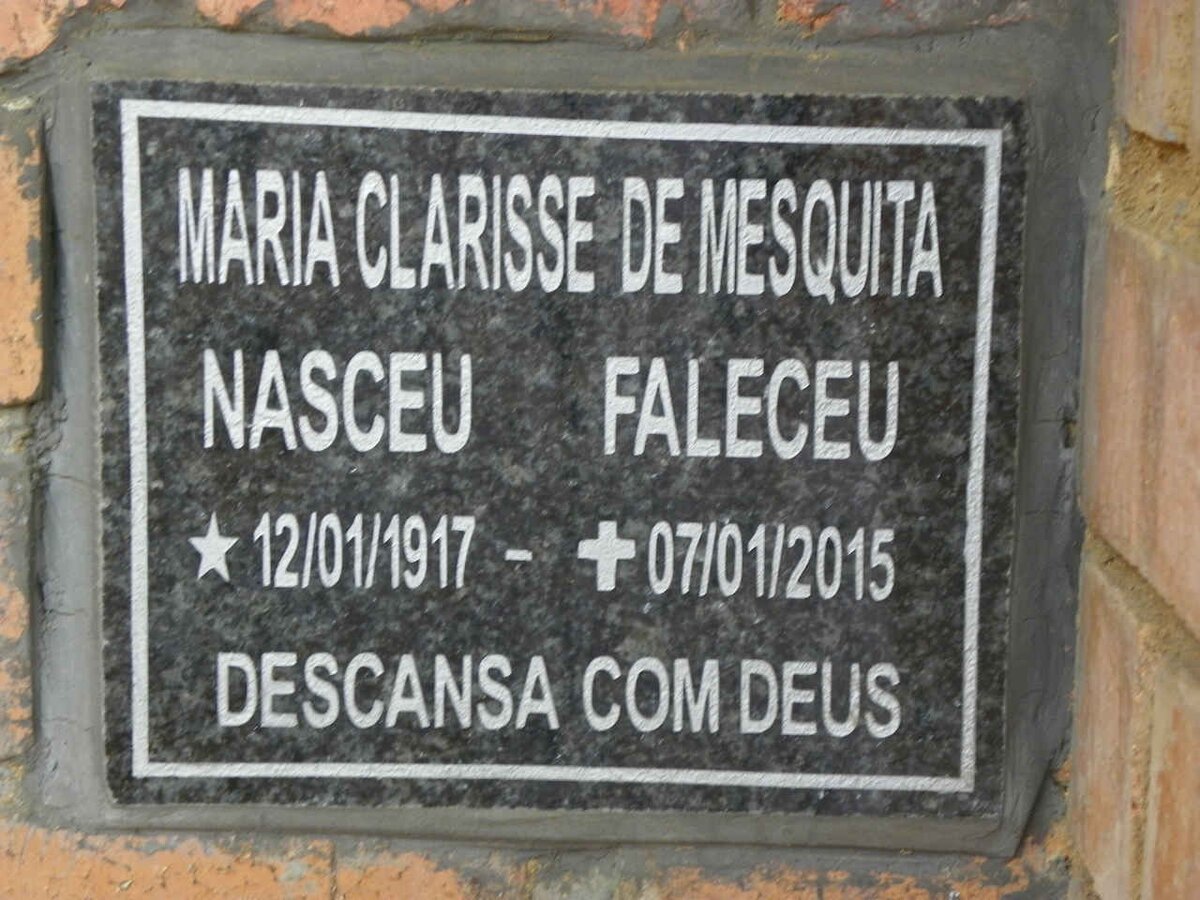 MARIA CLARISSE DE MESQUITA
NASCEU FALECEU
★ 12/01/1917 - ✝ 07/01/2015
DESCANSA COM DEUS